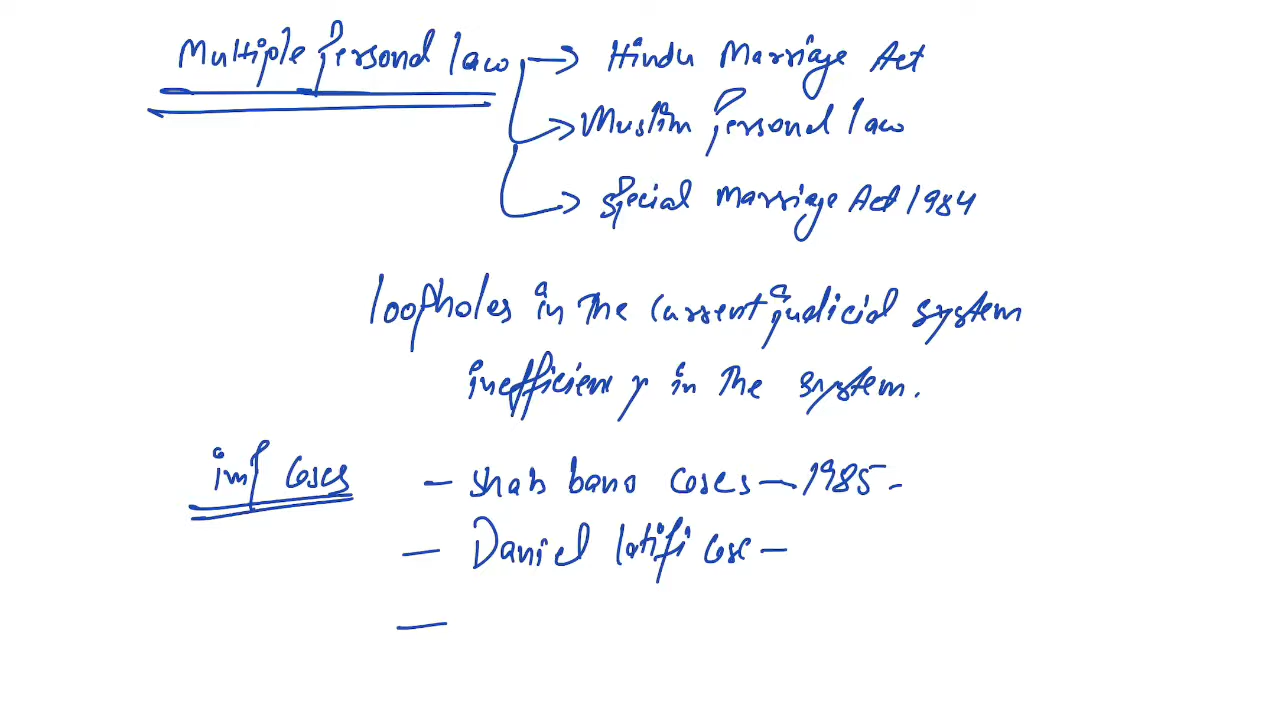 Multiple personal law → Hindu Marriage Act
→ Muslim personal law
→ special marriage Act 1984
loopholes in the current judicial system
inefficiency in the system.
imp cases
— shah bano cases — 1985 -
— Daniel latifi case —
—